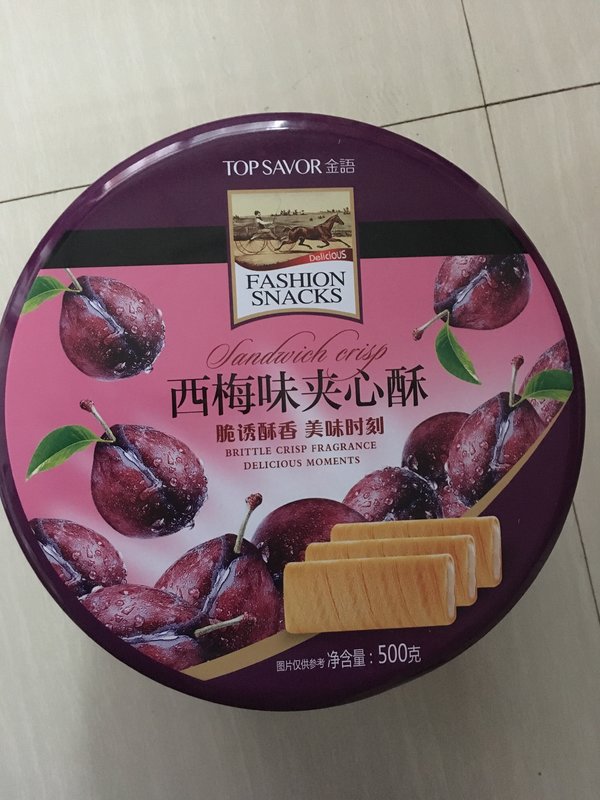 TOP SAVOR 金語
DeliciOUS
FASHION
SNACKS
Sandwich crisp
西梅味夹心酥
脆诱酥香 美味时刻
BRITTLE CRISP FRAGRANCE
DELICIOUS MOMENTS
图片仅供参考 净含量：500克